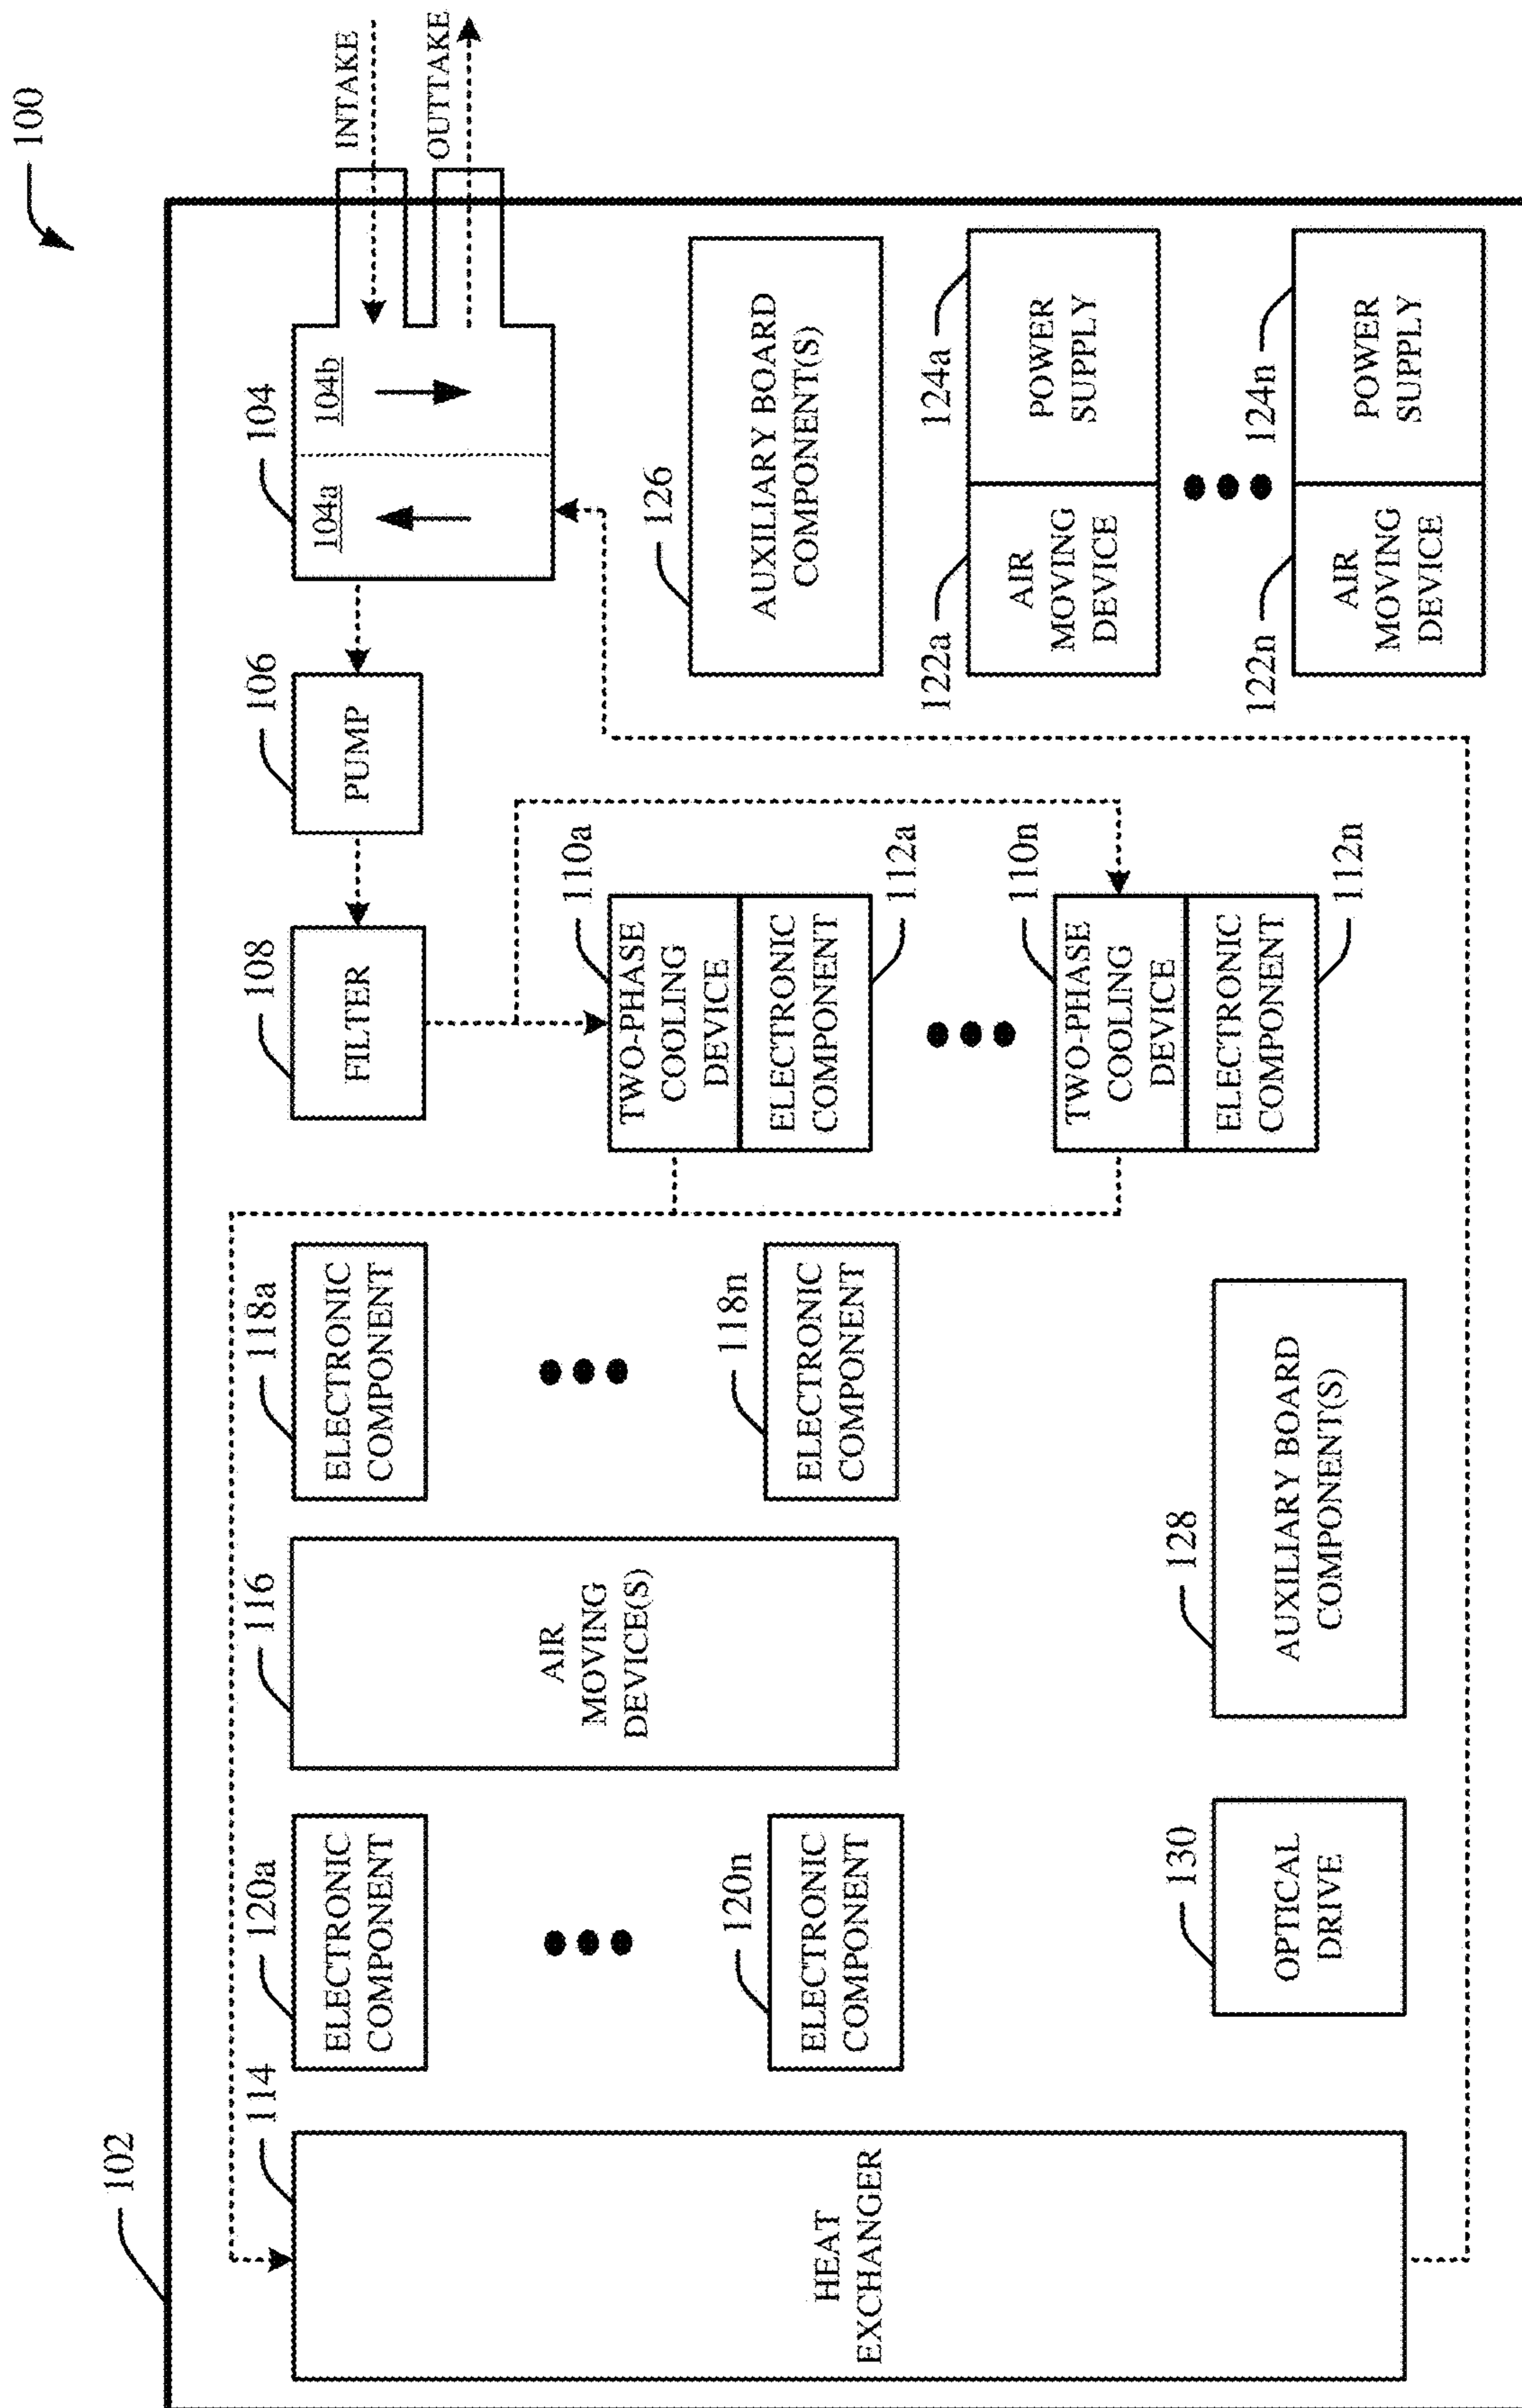 100
102
INTAKE
OUTTAKE
104
104a
104b
106
PUMP
108
FILTER
110a
TWO-PHASE
COOLING
DEVICE
ELECTRONIC
COMPONENT
112a
110n
TWO-PHASE
COOLING
DEVICE
ELECTRONIC
COMPONENT
112n
114
HEAT
EXCHANGER
120a
ELECTRONIC
COMPONENT
120n
ELECTRONIC
COMPONENT
116
AIR
MOVING
DEVICE(S)
118a
ELECTRONIC
COMPONENT
118n
ELECTRONIC
COMPONENT
130
OPTICAL
DRIVE
128
AUXILIARY BOARD
COMPONENT(S)
126
AUXILIARY BOARD
COMPONENT(S)
122a
AIR
MOVING
DEVICE
124a
POWER
SUPPLY
122n
AIR
MOVING
DEVICE
124n
POWER
SUPPLY